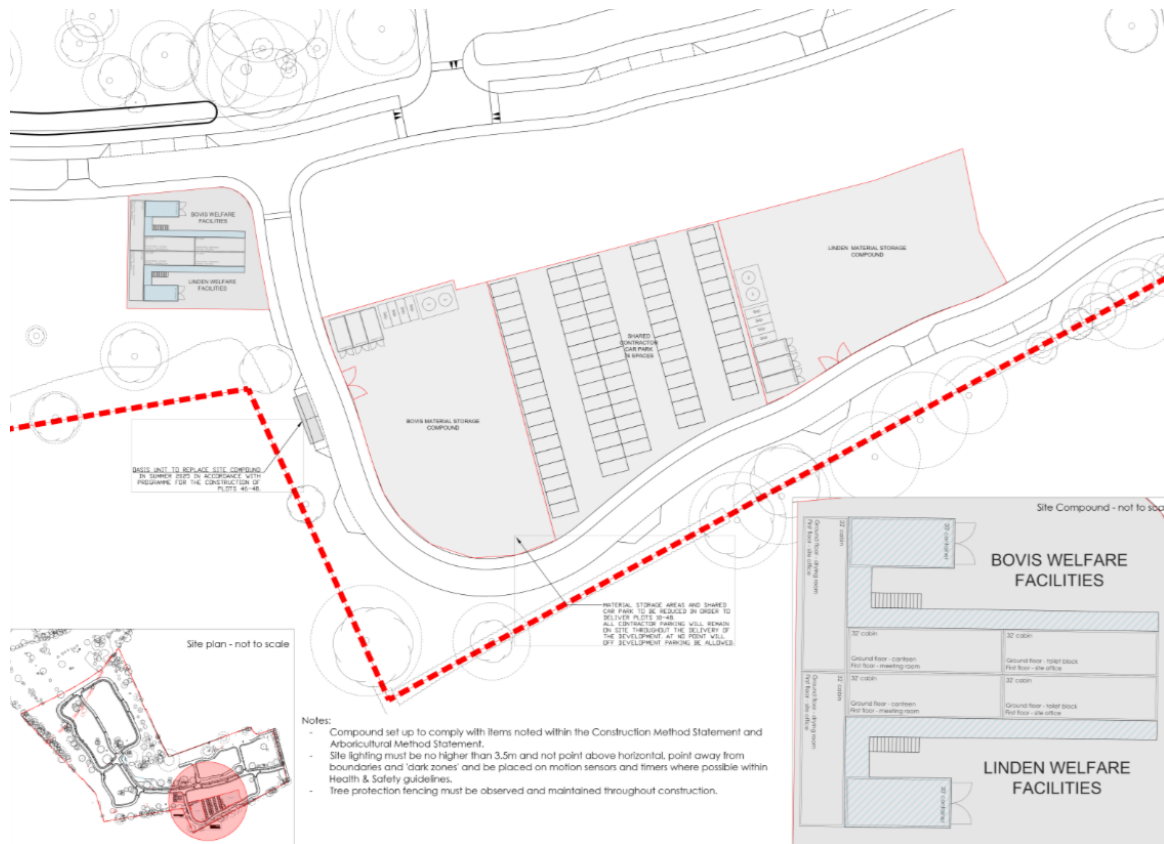 BOVIS WELFARE
FACILITIES
LINDEN WELFARE
FACILITIES
LINDEN MATERIAL STORAGE
COMPOUND
SHARED
CONTRACTOR
CAR PARK
SPACES
BOVIS MATERIAL STORAGE
COMPOUND
OASIS UNIT TO REPLACE SITE COMPOUND
IN SUMMER 2025 IN ACCORDANCE WITH
PROGRAMME FOR THE CONSTRUCTION OF
PLOTS 46-48.
MATERIAL STORAGE AREAS AND SHARED
CAR PARK TO BE REDUCED IN ORDER TO
DELIVER PLOTS 10-48.
ALL CONTRACTOR PARKING WILL REMAIN
ON SITE THROUGHOUT THE DELIVERY OF
THE DEVELOPMENT. AT NO POINT WILL
OFF DEVELOPMENT PARKING BE ALLOWED.
Site plan - not to scale
Notes:
- Compound set up to comply with items noted within the Construction Method Statement and
Arboricultural Method Statement.
- Site lighting must be no higher than 3.5m and not point above horizontal, point away from
boundaries and 'dark zones' and be placed on motion sensors and timers where possible within
Health & Safety guidelines.
- Tree protection fencing must be observed and maintained throughout construction.
Site Compound - not to sca
32' cabin
Ground floor - drying room
First floor - site office
container
BOVIS WELFARE
FACILITIES
32' cabin
Ground floor - canteen
First floor - meeting room
32' cabin
Ground floor - toilet block
First floor - site office
32' cabin
Ground floor - drying room
First floor - site office
32' cabin
Ground floor - canteen
First floor - meeting room
32' cabin
Ground floor - toilet block
First floor - site office
LINDEN WELFARE
FACILITIES
container